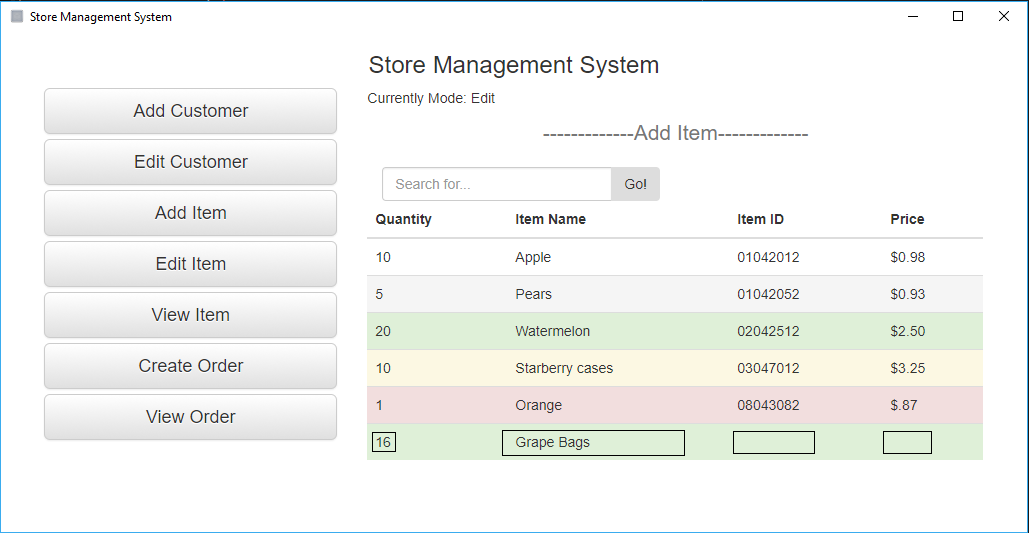 Store Management System
Store Management System
Currently Mode: Edit
-------------Add Item-------------
Add Customer
Edit Customer
Add Item
Edit Item
View Item
Create Order
View Order
Search for... Go!
Quantity Item Name Item ID Price
10 Apple 01042012 $0.98
5 Pears 01042052 $0.93
20 Watermelon 02042512 $2.50
10 Starberry cases 03047012 $3.25
1 Orange 08043082 $.87
16 Grape Bags